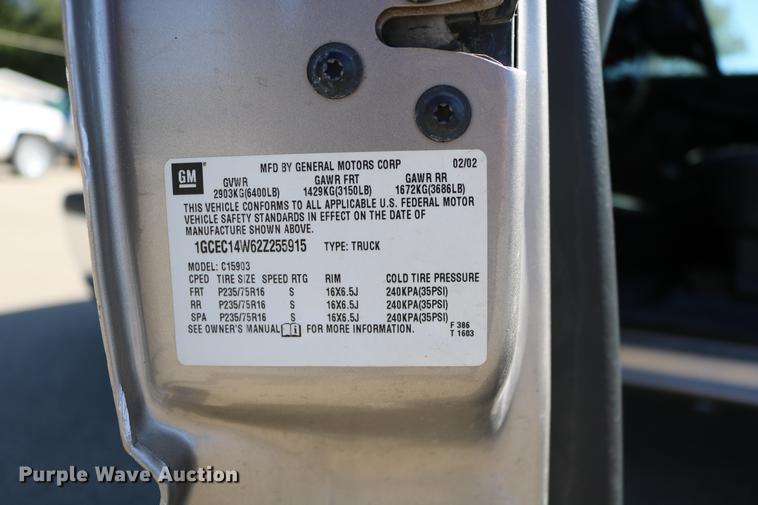 GM MFD BY GENERAL MOTORS CORP 02/02
GVWR GAWR FRT GAWR RR
2903KG(6400LB) 1429KG(3150LB) 1672KG(3686LB)
THIS VEHICLE CONFORMS TO ALL APPLICABLE U.S. FEDERAL MOTOR
VEHICLE SAFETY STANDARDS IN EFFECT ON THE DATE OF
MANUFACTURE SHOWN ABOVE.
1GCEC14W62Z255915 TYPE: TRUCK
MODEL: C15903
CPED TIRE SIZE SPEED RTG RIM COLD TIRE PRESSURE
FRT P235/75R16 S 16X6.5J 240KPA(35PSI)
RR P235/75R16 S 16X6.5J 240KPA(35PSI)
SPA P235/75R16 S 16X6.5J 240KPA(35PSI)
SEE OWNER'S MANUAL FOR MORE INFORMATION.
F 386
T 1603
Purple Wave Auction